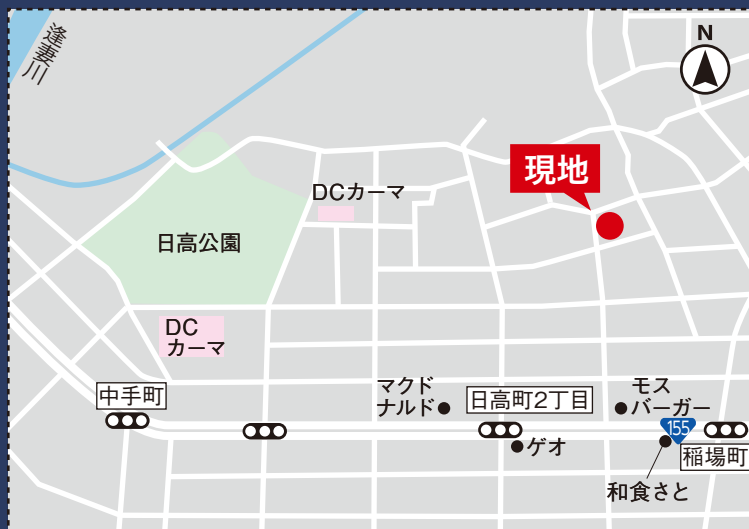 逢妻川
N
現地
DCカーマ
日高公園
DC
カーマ
中手町
マクド
ナルド
日高町2丁目
モス
バーガー
155
ゲオ
稲場町
和食さと